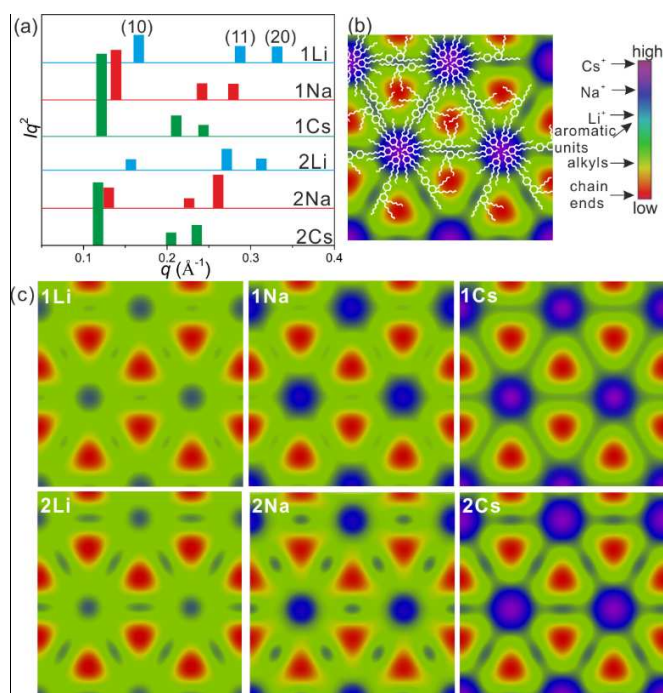 (a)
(10)
(11) (20)
1Li
1Na
1Cs
2Li
2Na
2Cs
Iq²
0.1 0.2 0.3 0.4
q (Å⁻¹)
(b)
high
Cs⁺
Na⁺
Li⁺
aromatic
units
alkyls
chain
ends
low
(c)
1Li 1Na 1Cs
2Li 2Na 2Cs